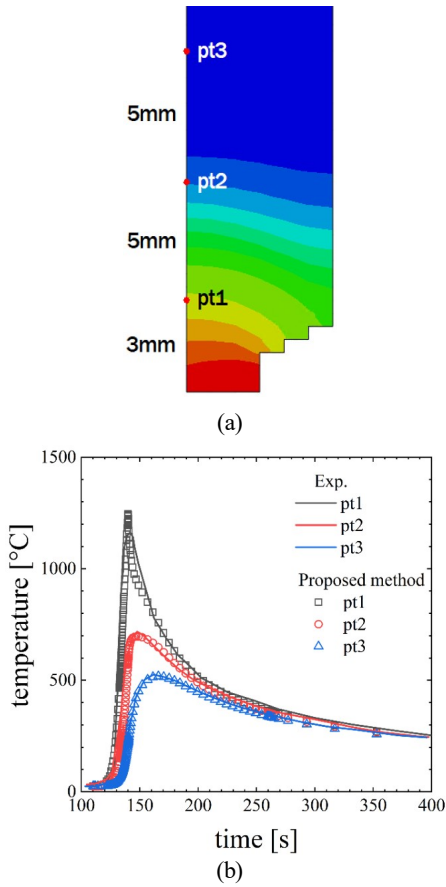 pt3
5mm
pt2
5mm
pt1
3mm
(a)
1500
1000
500
0
temperature [°C]
Exp.
pt1
pt2
pt3
Proposed method
pt1
pt2
pt3
100 150 200 250 300 350 400
time [s]
(b)